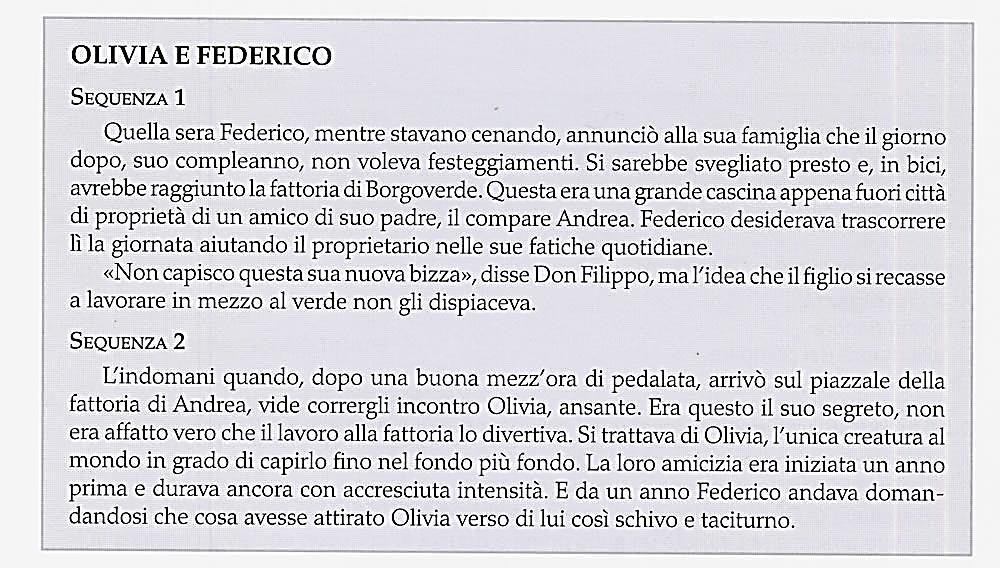 OLIVIA E FEDERICO
SEQUENZA 1
Quella sera Federico, mentre stavano cenando, annunciò alla sua famiglia che il giorno
dopo, suo compleanno, non voleva festeggiamenti. Si sarebbe svegliato presto e, in bici,
avrebbe raggiunto la fattoria di Borgoverde. Questa era una grande cascina appena fuori città
di proprietà di un amico di suo padre, il compare Andrea. Federico desiderava trascorrere
lì la giornata aiutando il proprietario nelle sue fatiche quotidiane.
«Non capisco questa sua nuova bizza», disse Don Filippo, ma l'idea che il figlio si recasse
a lavorare in mezzo al verde non gli dispiaceva.
SEQUENZA 2
L'indomani quando, dopo una buona mezz'ora di pedalata, arrivò sul piazzale della
fattoria di Andrea, vide corrergli incontro Olivia, ansante. Era questo il suo segreto, non
era affatto vero che il lavoro alla fattoria lo divertiva. Si trattava di Olivia, l'unica creatura al
mondo in grado di capirlo fino nel fondo più fondo. La loro amicizia era iniziata un anno
prima e durava ancora con accresciuta intensità. E da un anno Federico andava doman-
dandosi che cosa avesse attirato Olivia verso di lui così schivo e taciturno.